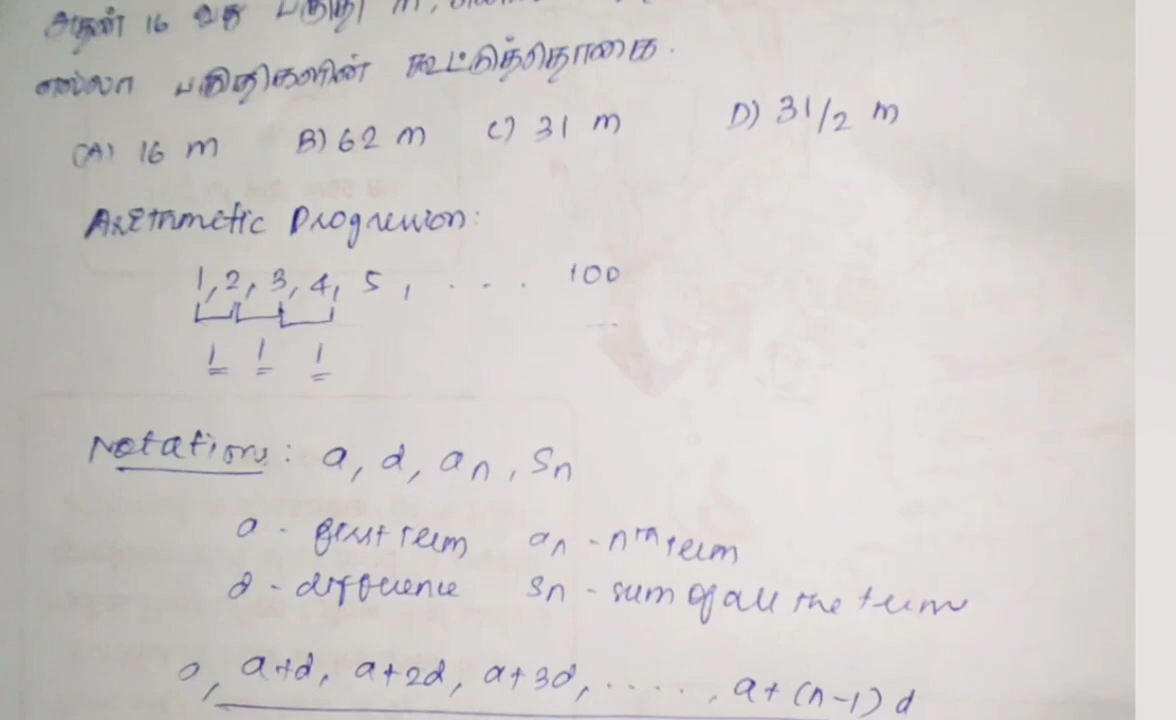 அதன் 16 வது பகுதி m,
எல்லா பகுதிகளின் கூட்டுத்தொகை.
(A) 16 m B) 62 m C) 31 m D) 31/2 m
Arithmetic Progression:
1, 2, 3, 4, 5, . . . 100
1 1 1
Notations: a, d, an, Sn
a - first term an - nth term
d - difference Sn - sum of all the term
a, a+d, a+2d, a+3d, ....., a+(n-1)d